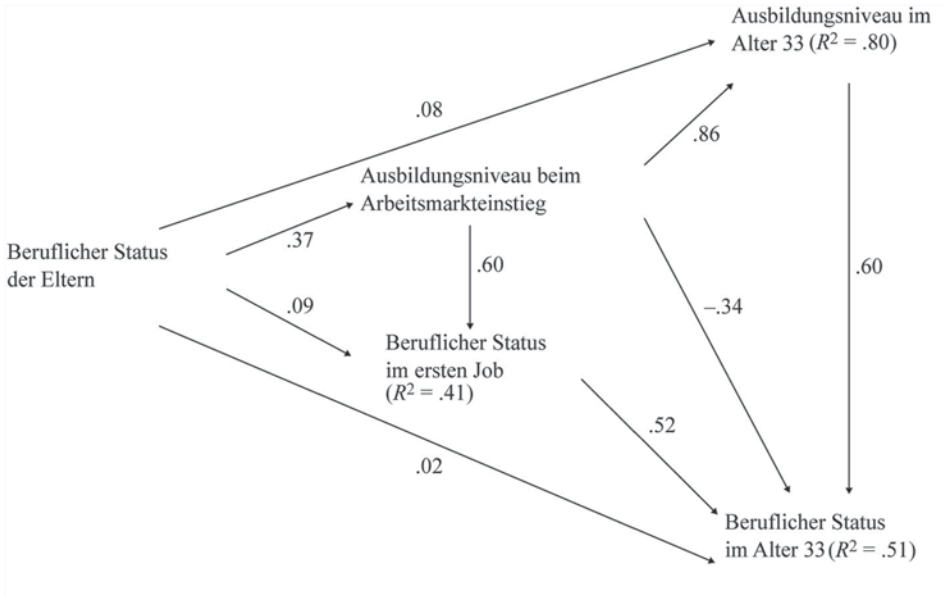 Ausbildungsniveau im
Alter 33 (R² = .80)
.08
.86
Ausbildungsniveau beim
Arbeitsmarkteinstieg
.37
Beruflicher Status
der Eltern
.60
.60
.09
–.34
Beruflicher Status
im ersten Job
(R² = .41)
.52
.02
Beruflicher Status
im Alter 33 (R² = .51)